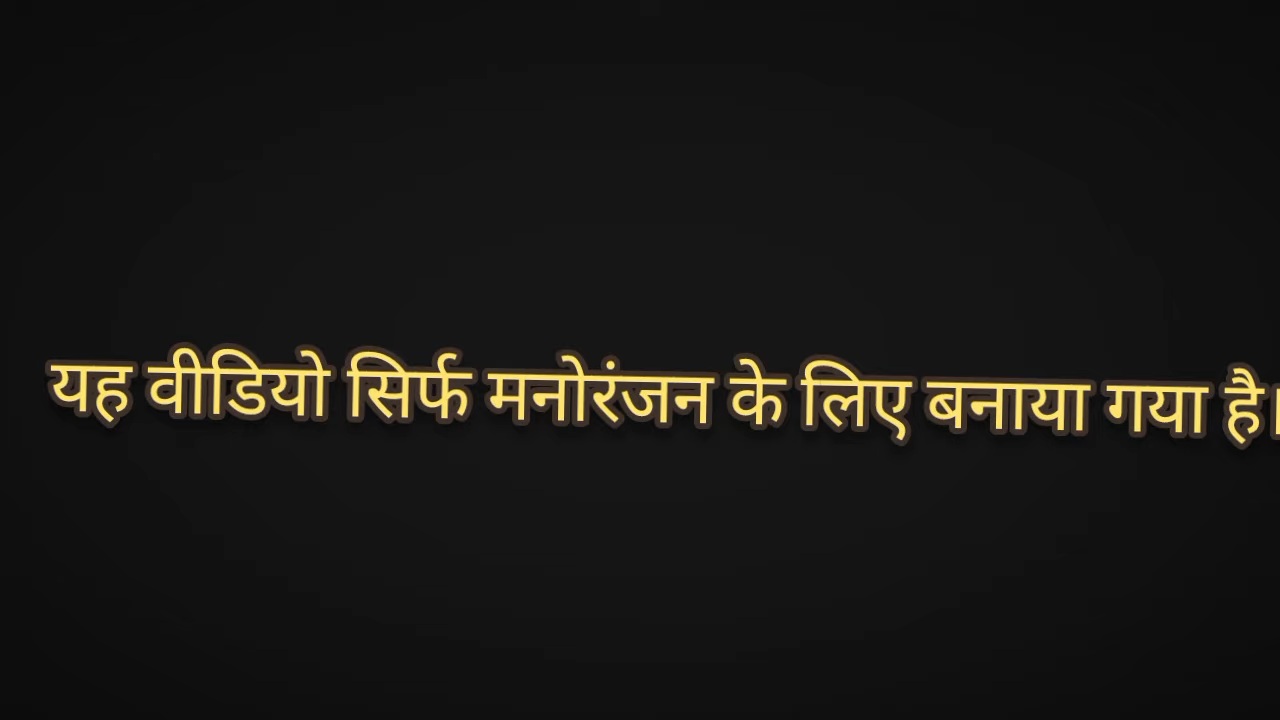 यह वीडियो सिर्फ मनोरंजन के लिए बनाया गया है।